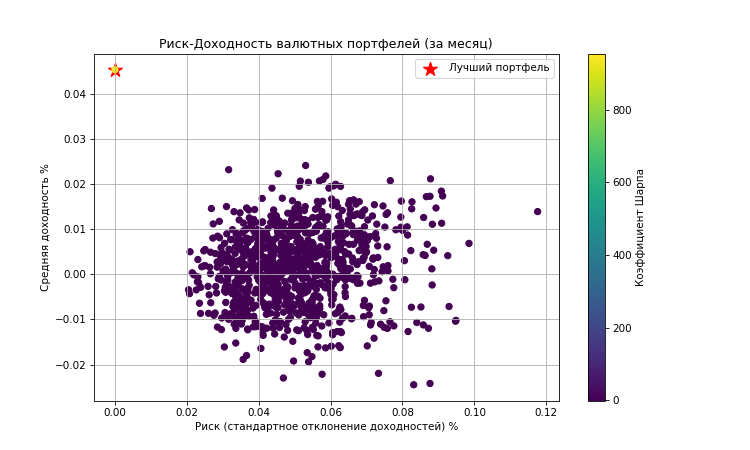 Риск-Доходность валютных портфелей (за месяц)
Лучший портфель
Средняя доходность %
0.04
0.03
0.02
0.01
0.00
−0.01
−0.02
0.00 0.02 0.04 0.06 0.08 0.10 0.12
Риск (стандартное отклонение доходностей) %
800
600
400
200
0
Коэффициент Шарпа